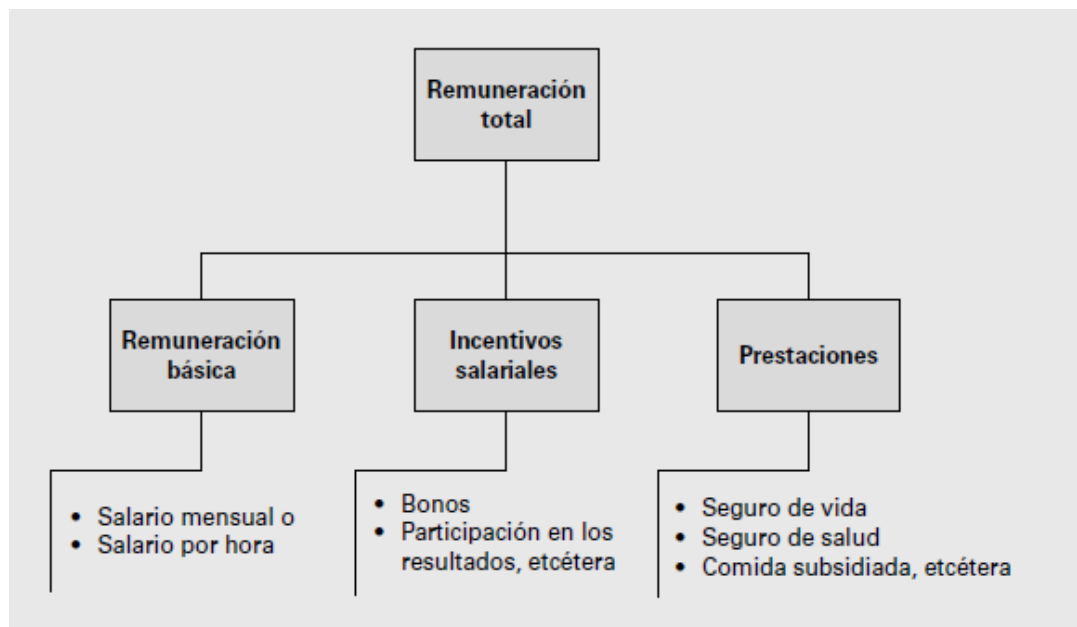 Remuneración
total
Remuneración
básica
Incentivos
salariales
Prestaciones
• Salario mensual o
• Salario por hora
• Bonos
• Participación en los
resultados, etcétera
• Seguro de vida
• Seguro de salud
• Comida subsidiada, etcétera